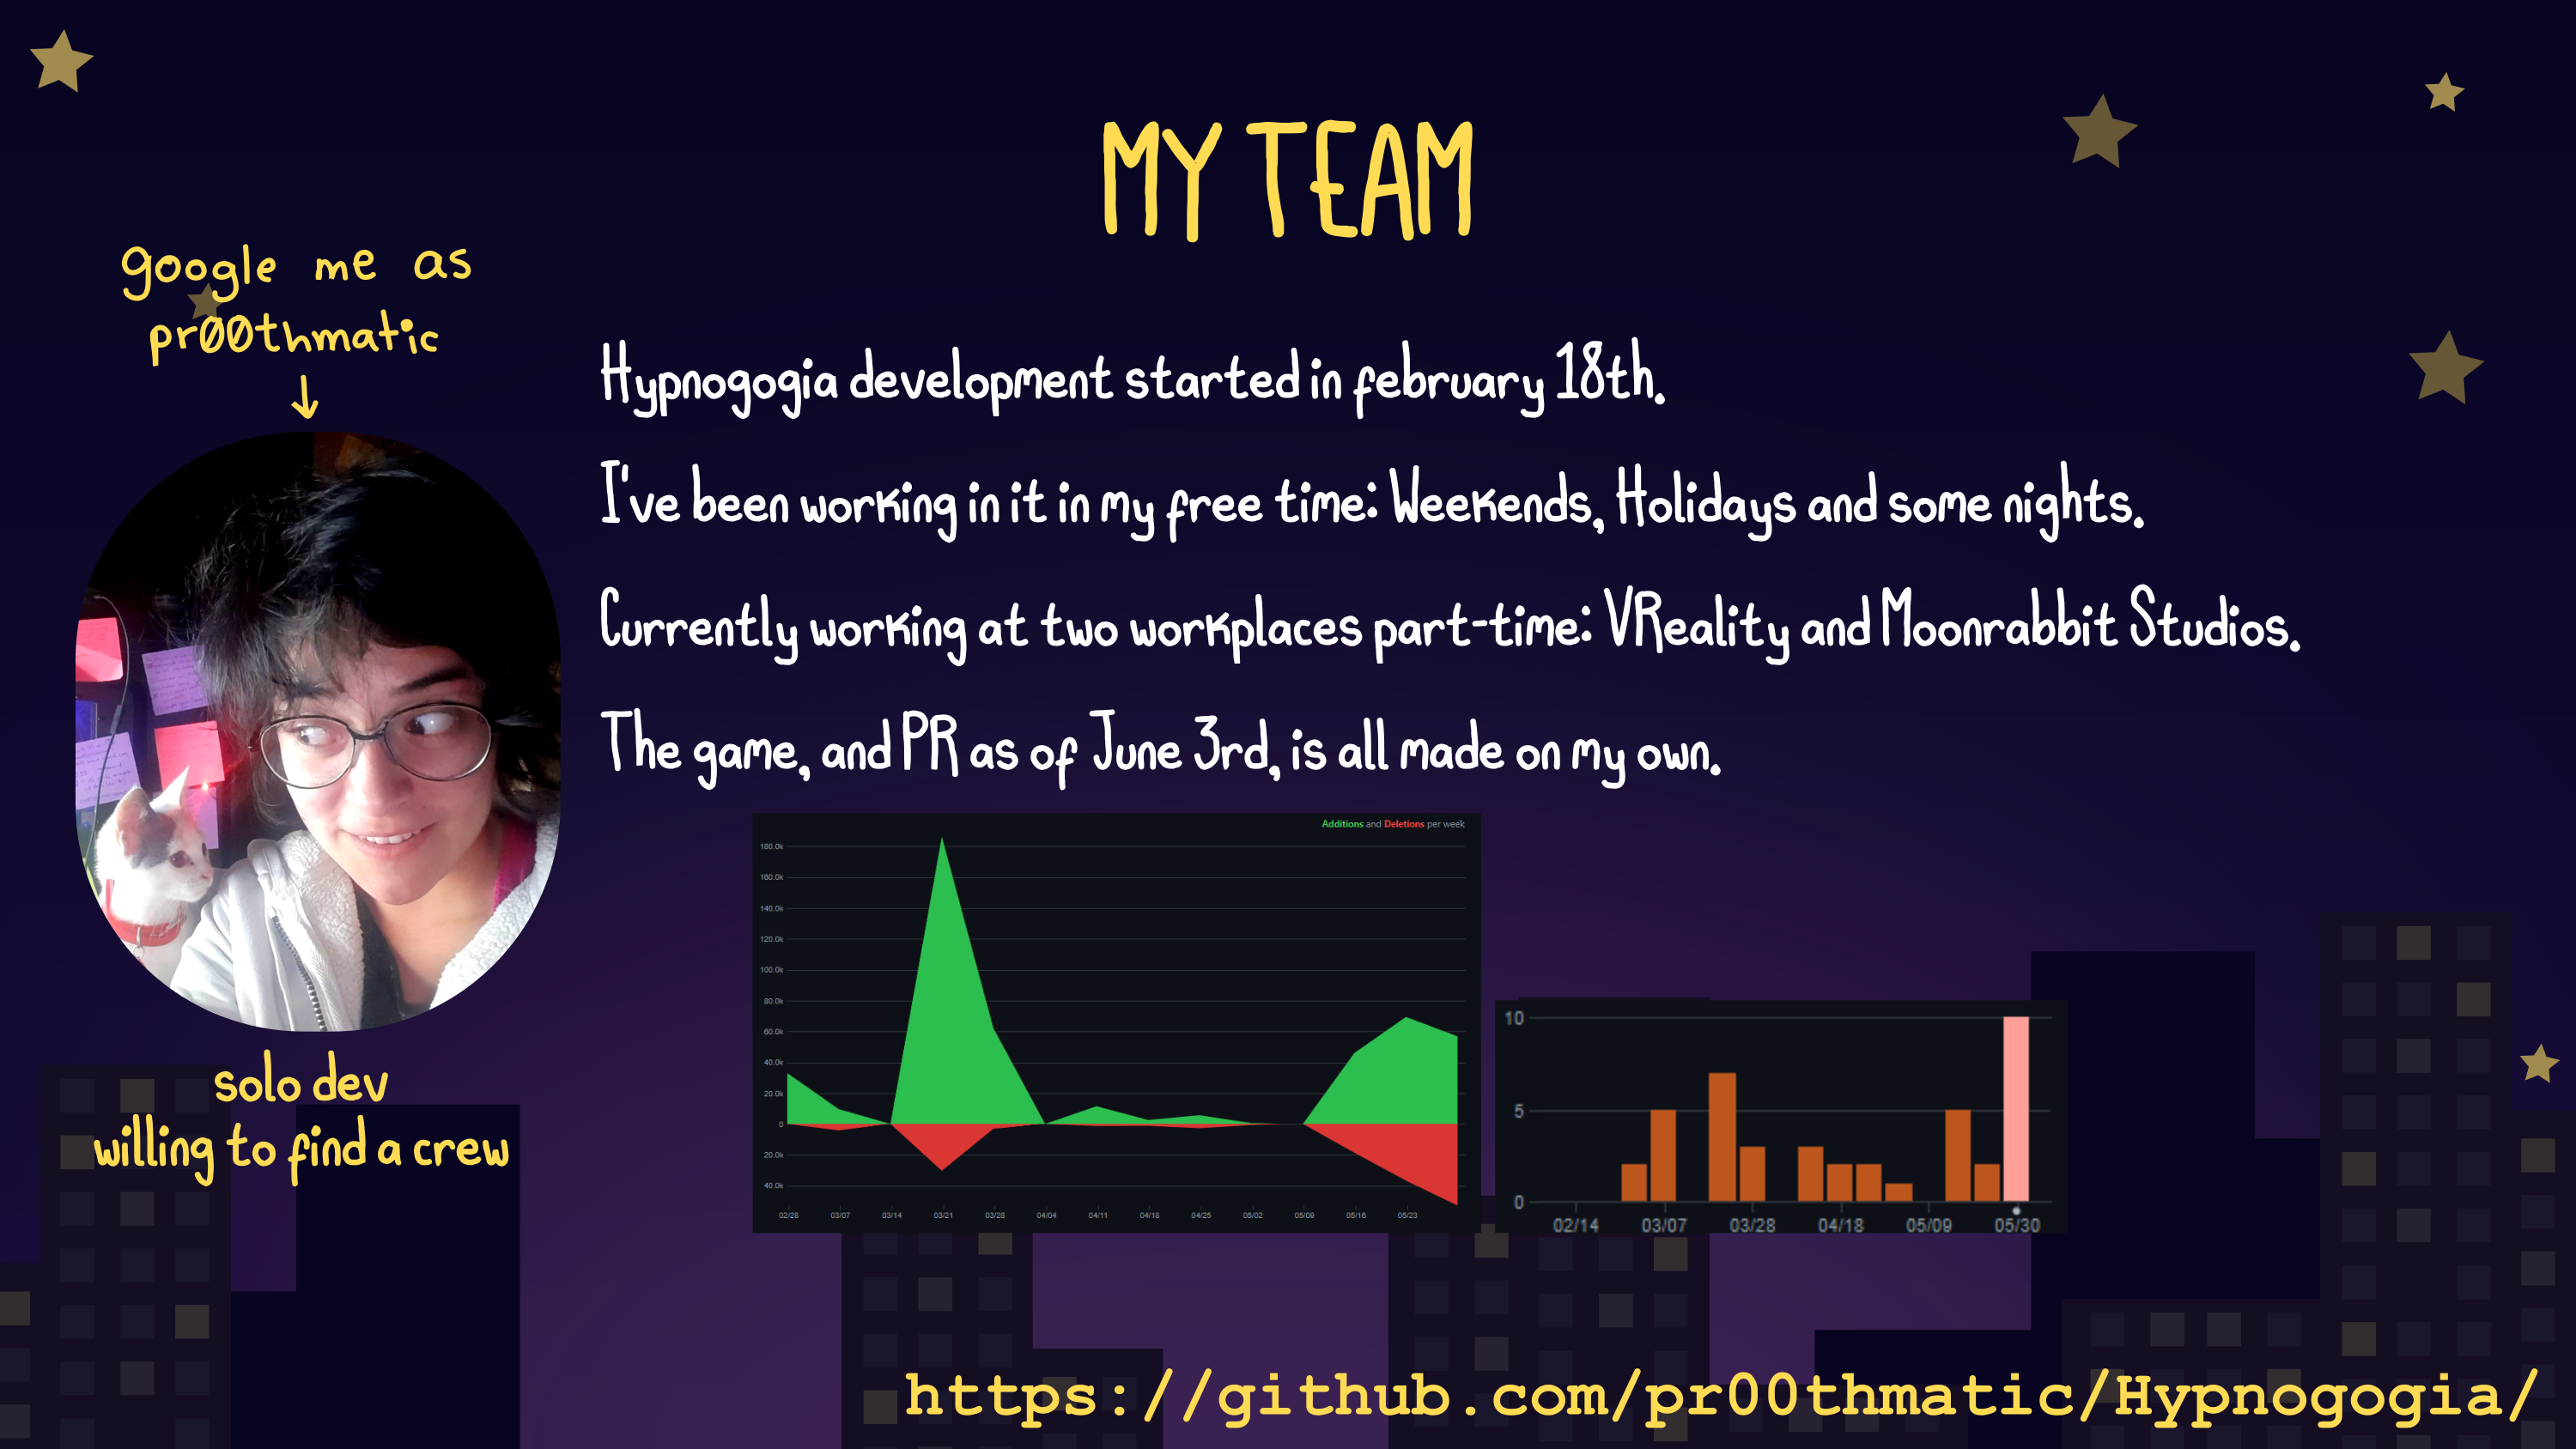 MY TEAM
google me as
pr00thmatic
↓
solo dev
willing to find a crew
Hypnogogia development started in february 18th.
I've been working in it in my free time: Weekends, Holidays and some nights.
Currently working at two workplaces part-time: VReality and Moonrabbit Studios.
The game, and PR as of June 3rd, is all made on my own.
Additions and Deletions per week
180.0k
160.0k
140.0k
120.0k
100.0k
80.0k
60.0k
40.0k
20.0k
0
20.0k
40.0k
02/28 03/07 03/14 03/21 03/28 04/04 04/11 04/18 04/25 05/02 05/09 05/16 05/23
10
5
0
02/14 03/07 03/28 04/18 05/09 05/30
https://github.com/pr00thmatic/Hypnogogia/